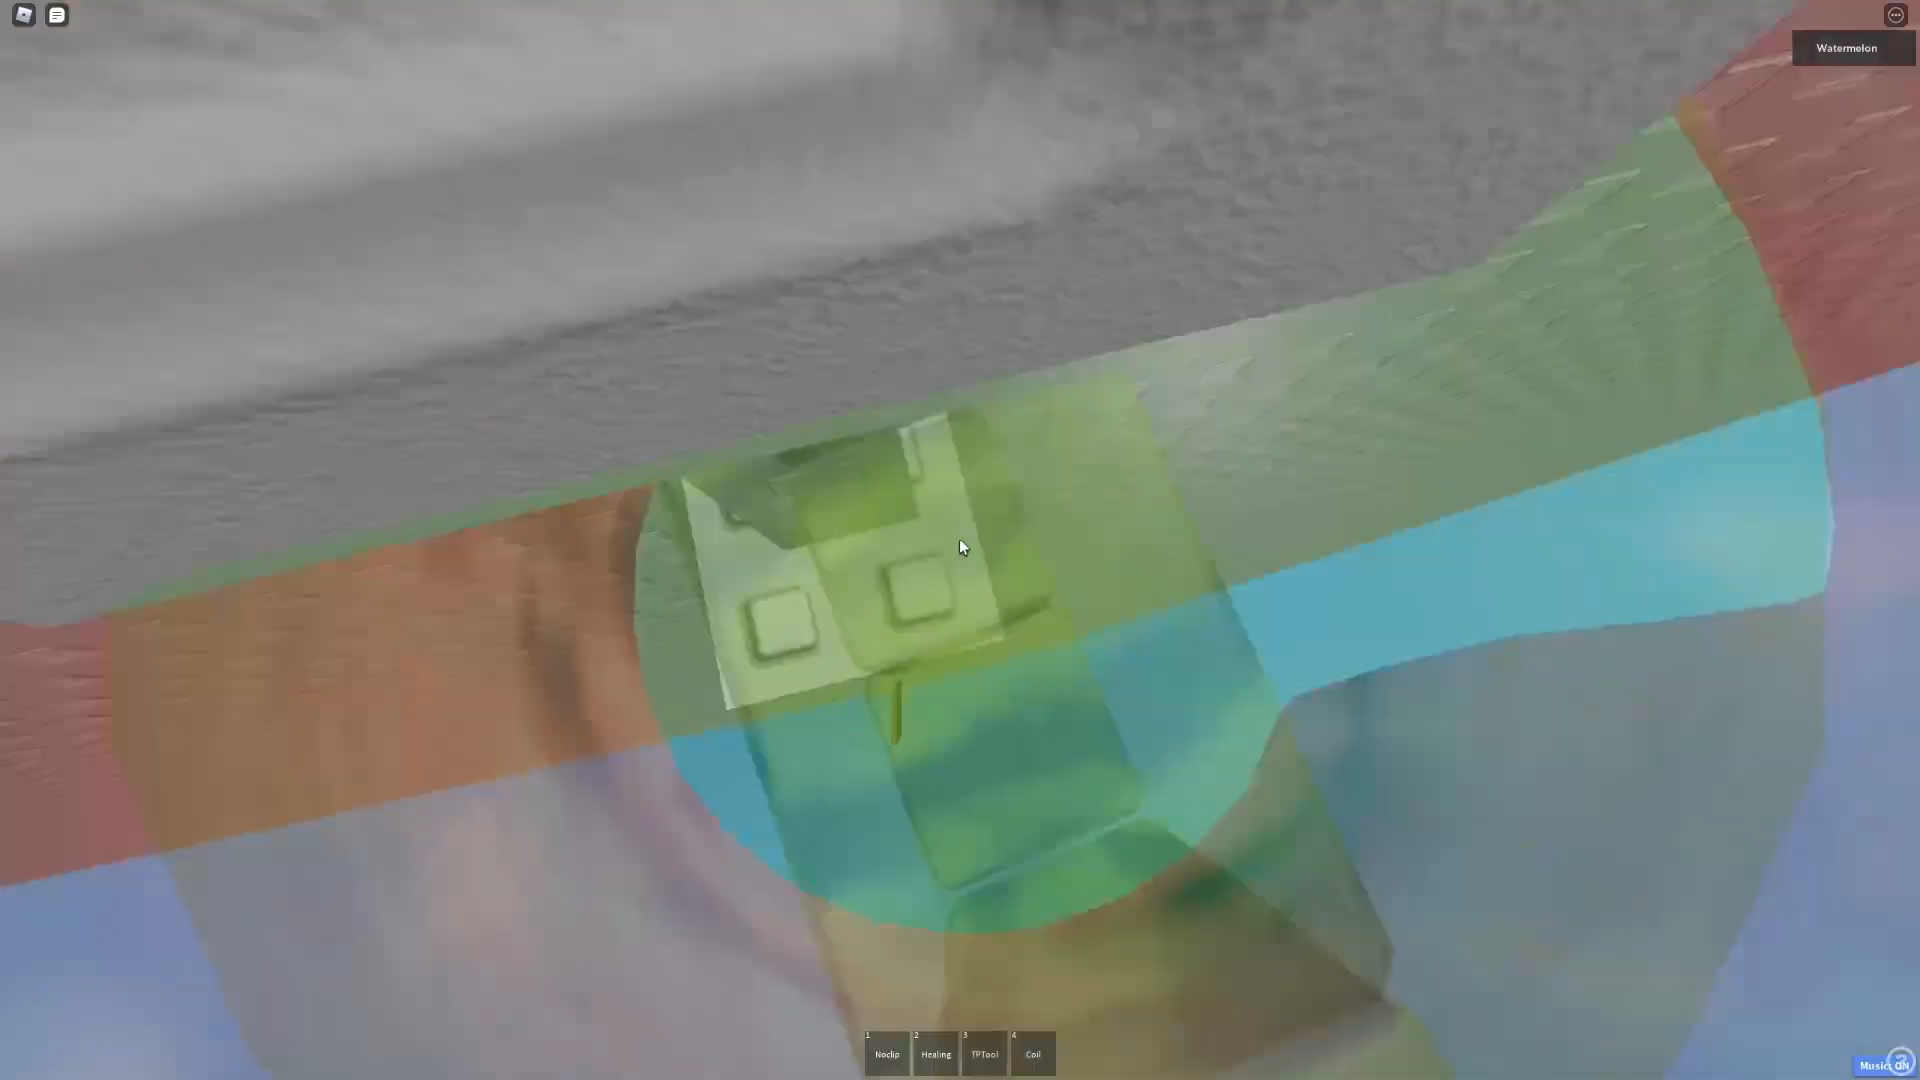 Watermelon
1
Noclip
2
Healing
3
TPTool
4
Coil
Music: ON